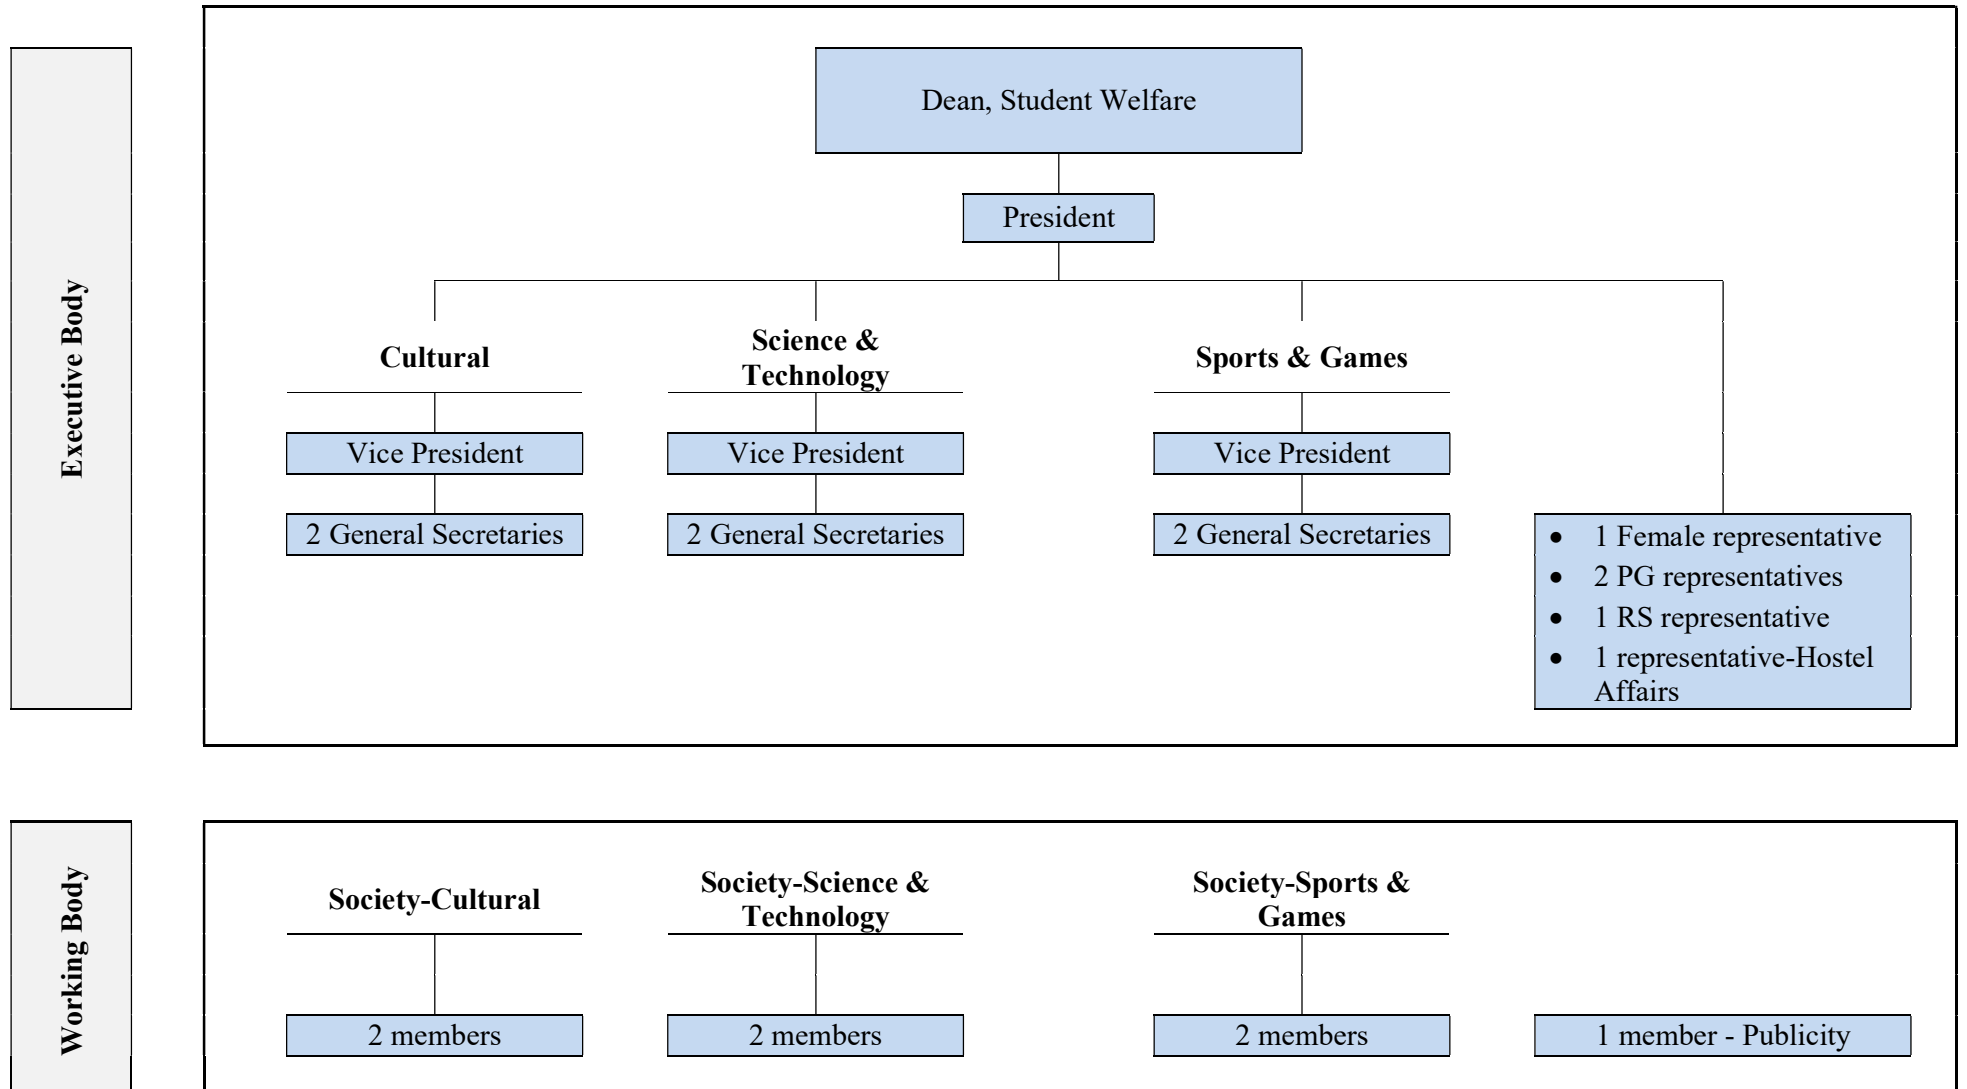 Executive Body
Dean, Student Welfare
President
Cultural
Science &
Technology
Sports & Games
Vice President
Vice President
Vice President
2 General Secretaries
2 General Secretaries
2 General Secretaries
• 1 Female representative
• 2 PG representatives
• 1 RS representative
• 1 representative-Hostel
Affairs
Working Body
Society-Cultural
Society-Science &
Technology
Society-Sports &
Games
2 members
2 members
2 members
1 member - Publicity